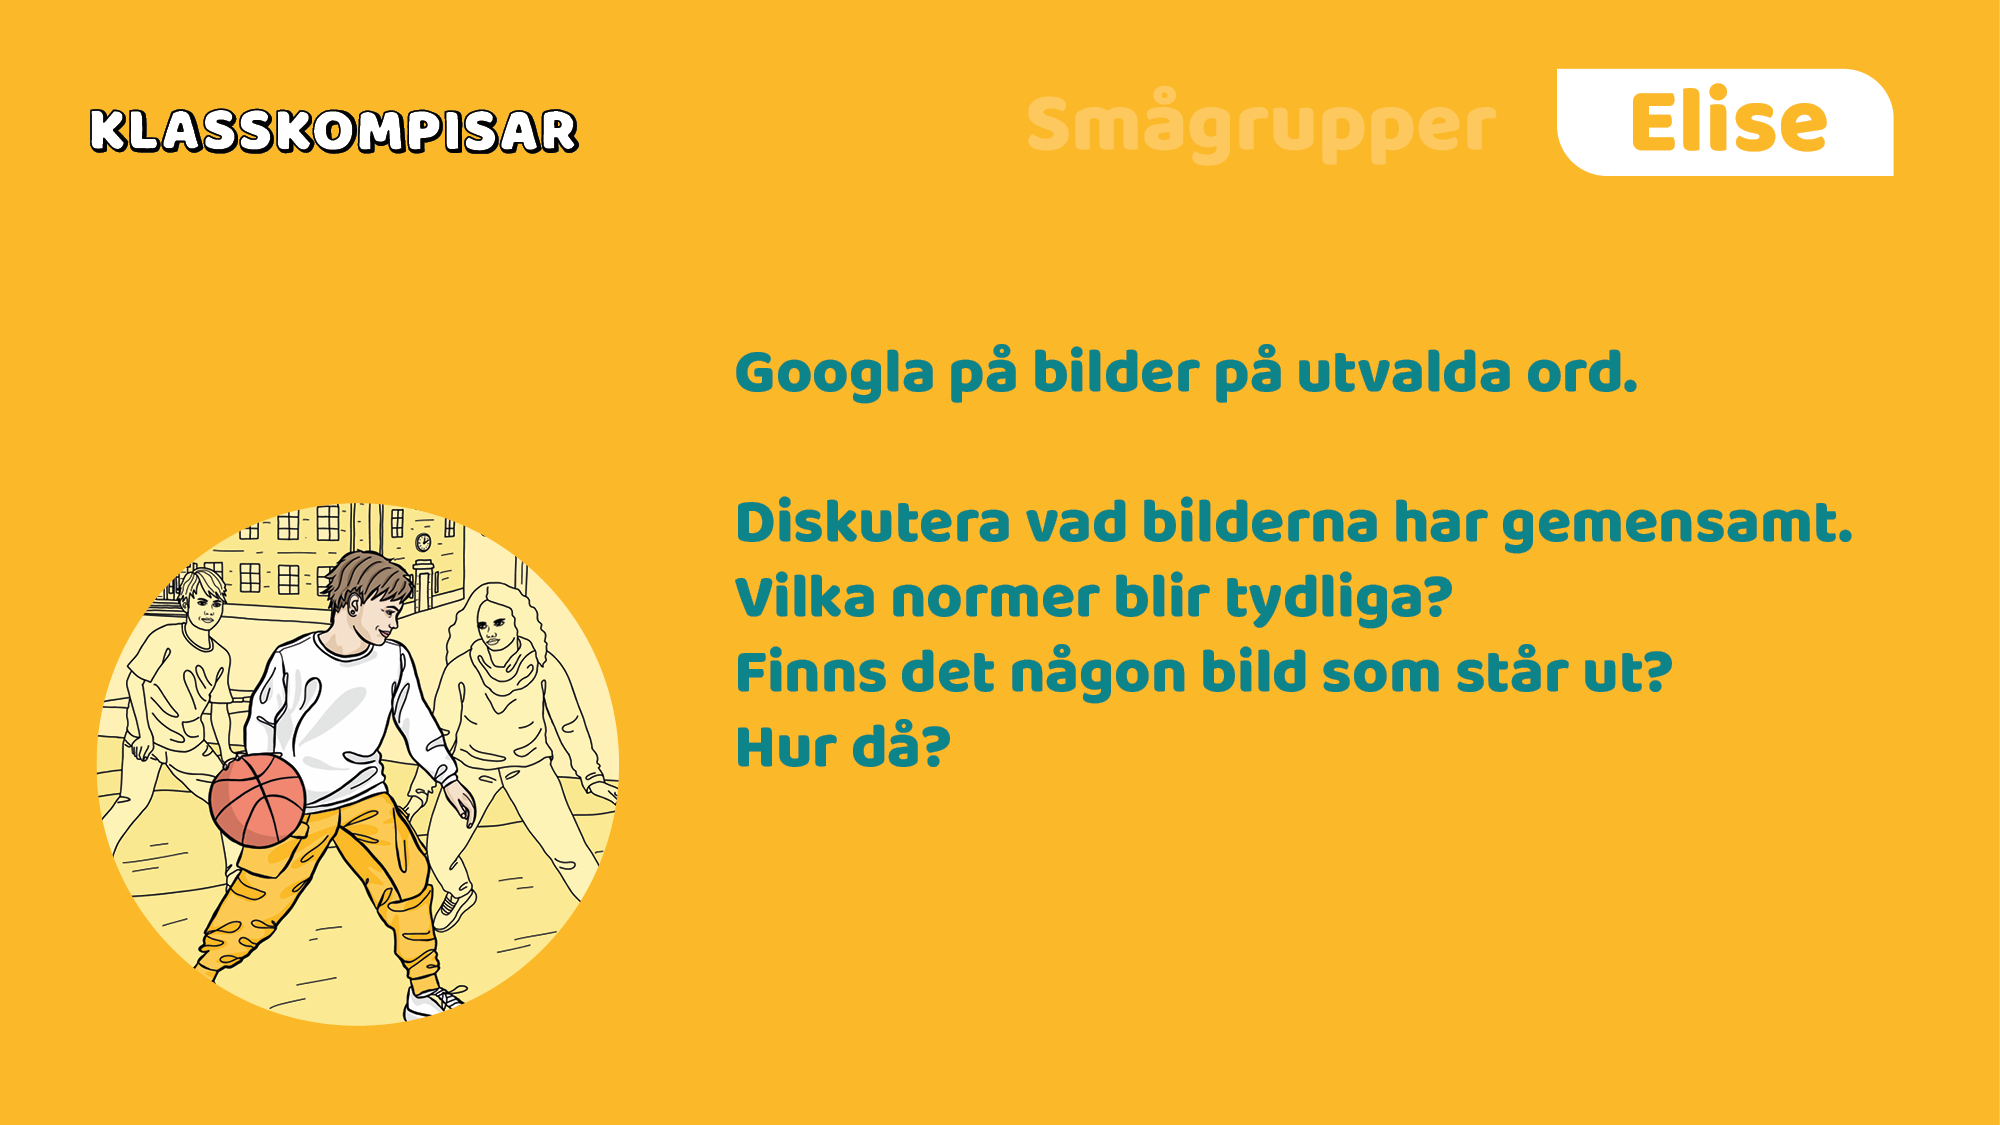 KLASSKOMPISAR
Smågrupper
Elise
Googla på bilder på utvalda ord.
Diskutera vad bilderna har gemensamt.
Vilka normer blir tydliga?
Finns det någon bild som står ut?
Hur då?